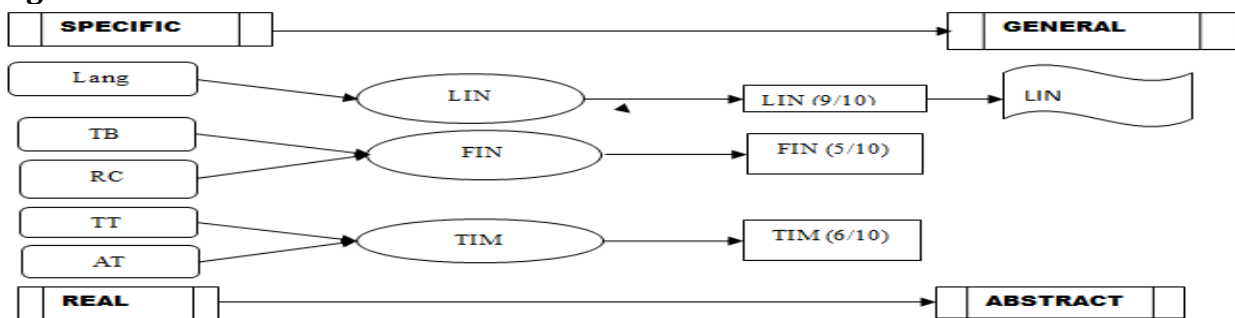 SPECIFIC GENERAL
Lang LIN LIN (9/10) LIN
TB FIN FIN (5/10)
RC
TT TIM TIM (6/10)
AT
REAL ABSTRACT